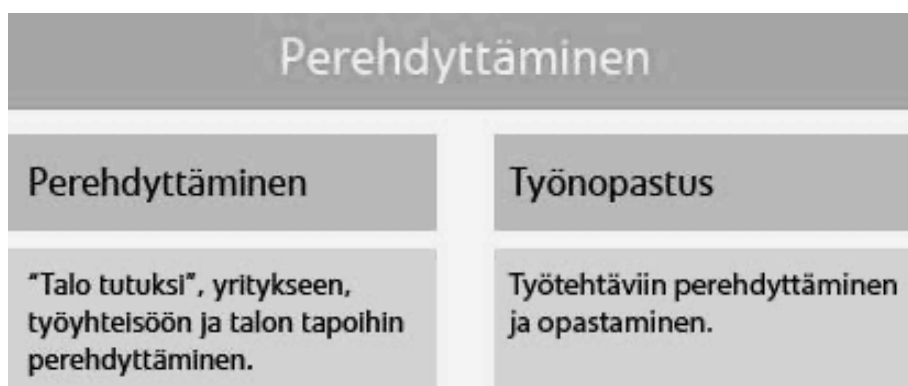 Perehdyttäminen
Perehdyttäminen
"Talo tutuksi", yritykseen,
työyhteisöön ja talon tapoihin
perehdyttäminen.
Työnopastus
Työtehtäviin perehdyttäminen
ja opastaminen.